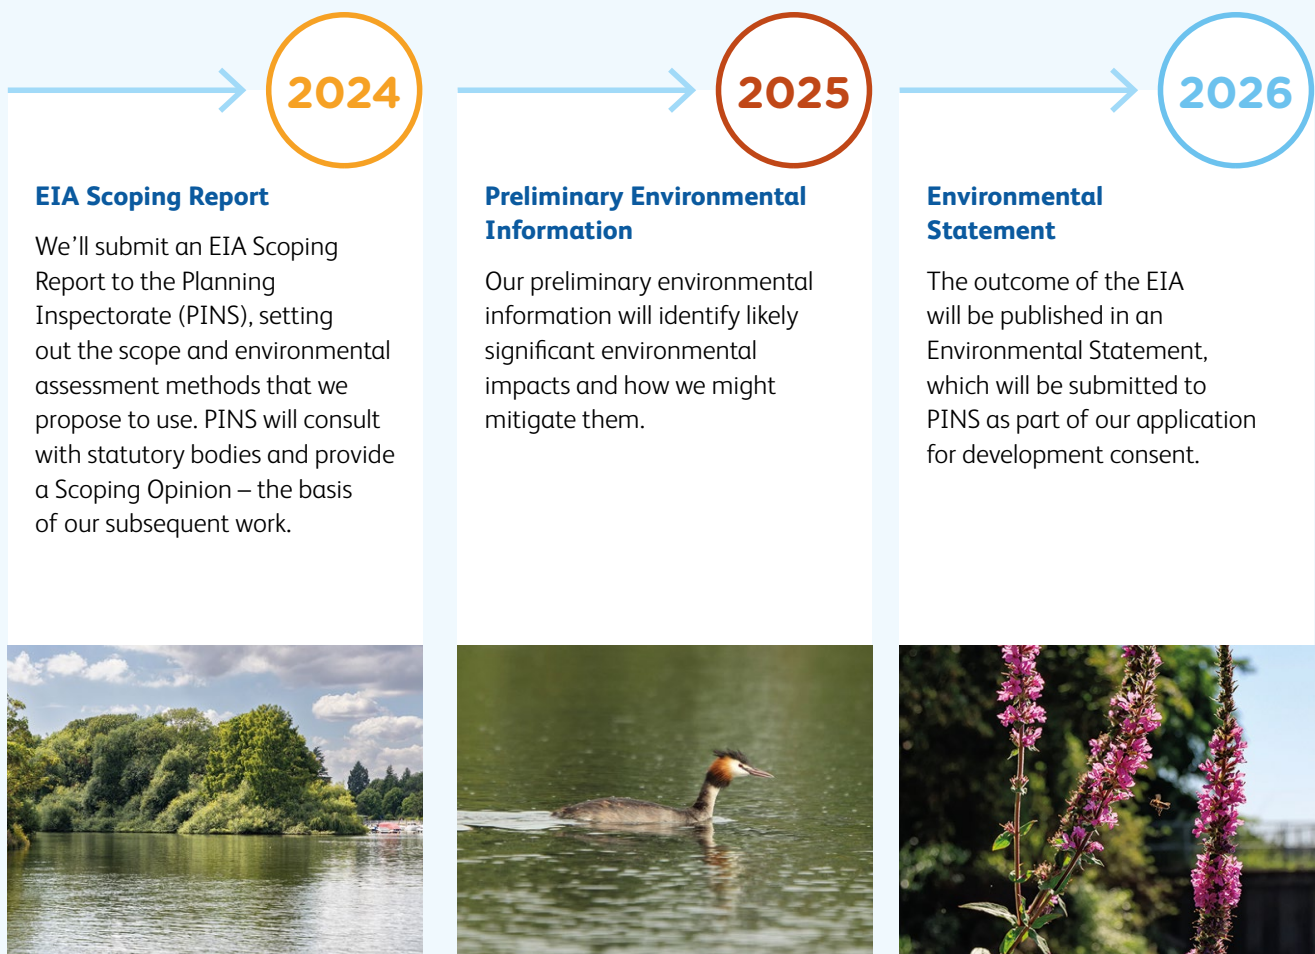 2024
EIA Scoping Report
We’ll submit an EIA Scoping
Report to the Planning
Inspectorate (PINS), setting
out the scope and environmental
assessment methods that we
propose to use. PINS will consult
with statutory bodies and provide
a Scoping Opinion – the basis
of our subsequent work.
2025
Preliminary Environmental
Information
Our preliminary environmental
information will identify likely
significant environmental
impacts and how we might
mitigate them.
2026
Environmental
Statement
The outcome of the EIA
will be published in an
Environmental Statement,
which will be submitted to
PINS as part of our application
for development consent.